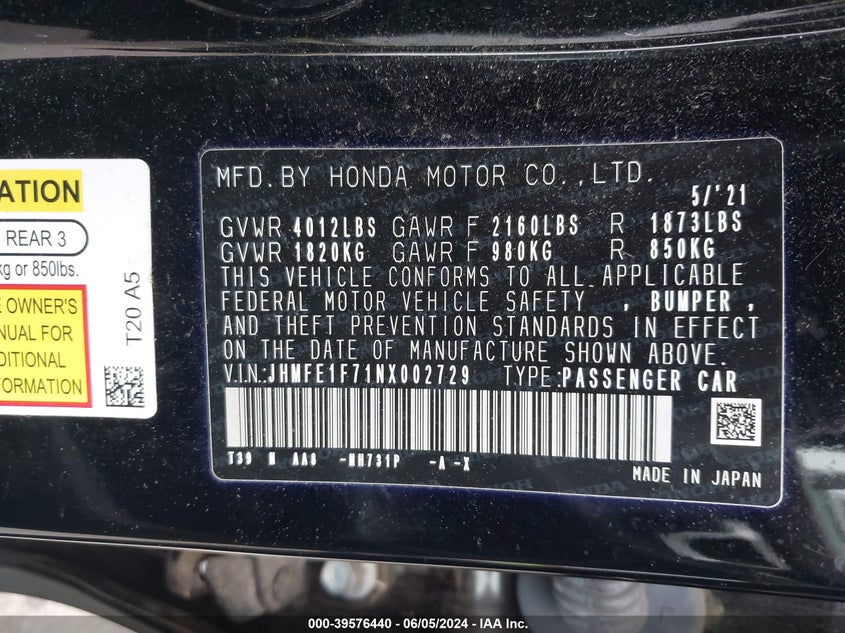 ATION
REAR 3
kg or 850lbs.
E OWNER'S
NUAL FOR
DITIONAL
FORMATION
T20 A5
MFD.BY HONDA MOTOR CO.,LTD.
5/'21
GVWR 4012LBS GAWR F 2160LBS R 1873LBS
GVWR 1820KG GAWR F 980KG R 850KG
THIS VEHICLE CONFORMS TO ALL APPLICABLE
FEDERAL MOTOR VEHICLE SAFETY , BUMPER ,
AND THEFT PREVENTION STANDARDS IN EFFECT
ON THE DATE OF MANUFACTURE SHOWN ABOVE.
V.I.N.:JHMFE1F71NX002729 TYPE:PASSENGER CAR
T39 N AA8 -NH731P -A -X
MADE IN JAPAN
000-39576440 - 06/05/2024 - IAA Inc.